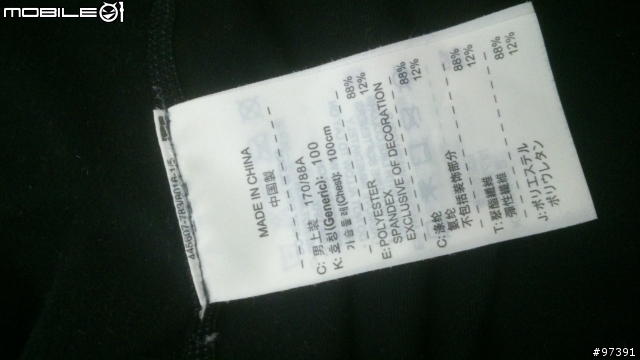 MOBILE01
MADE IN CHINA
中国製
C: 男上装 170/88A
K: 호칭(Generic): 100
가슴둘레(Chest): 100cm
E: POLYESTER 88%
SPANDEX 12%
EXCLUSIVE OF DECORATION
C: 涤纶 88%
氨纶 12%
不包括装饰部分
T: 聚酯纖維 88%
彈性纖維 12%
J: ポリエステル 88%
ポリウレタン 12%
#97391